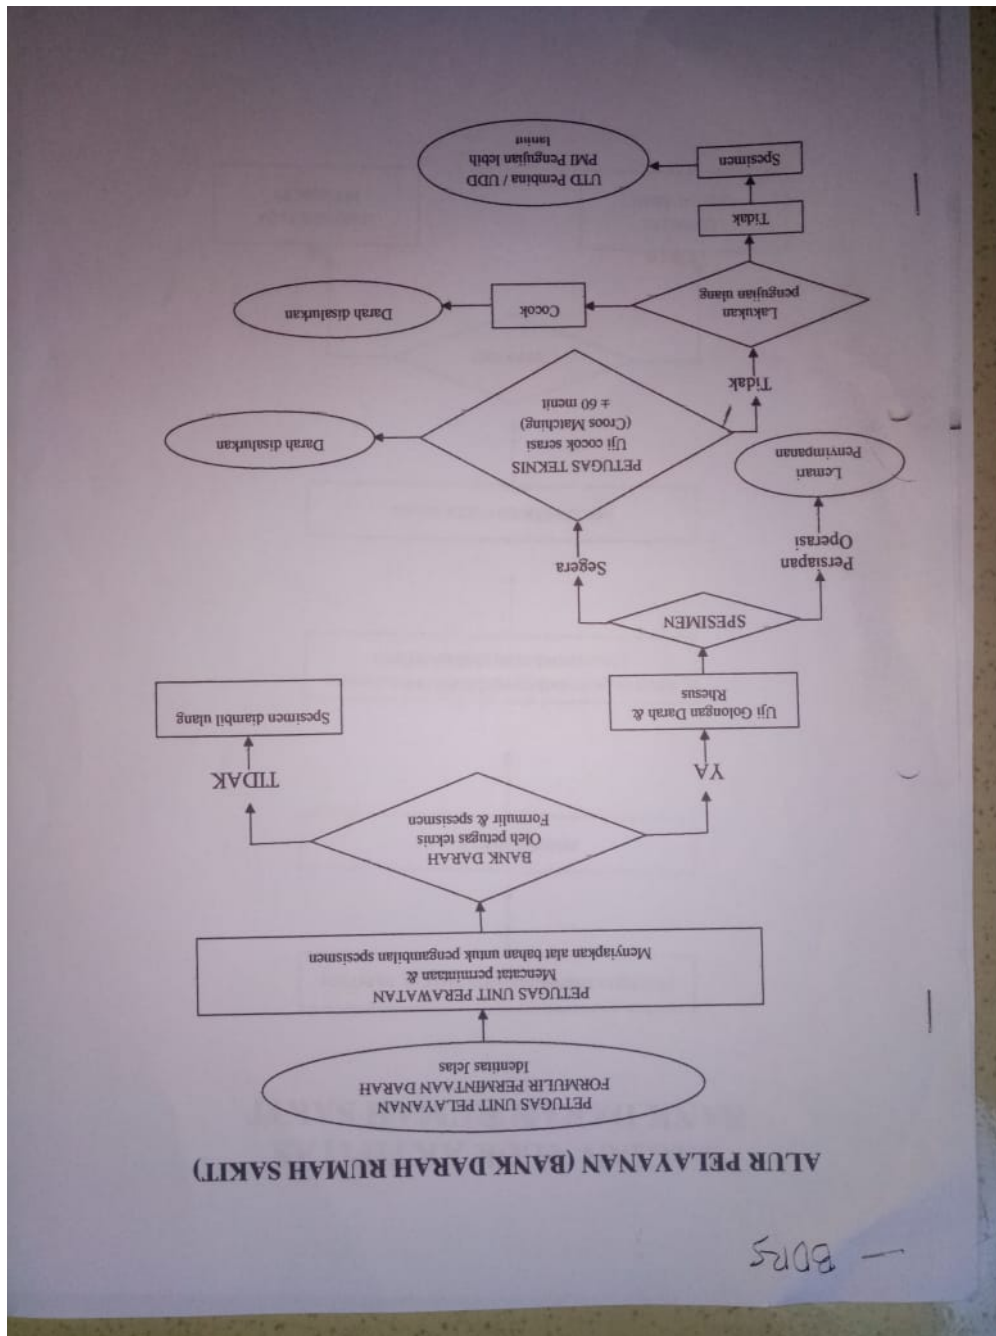 — BDRS
ALUR PELAYANAN (BANK DARAH RUMAH SAKIT)
PETUGAS UNIT PELAYANAN
FORMULIR PERMINTAAN DARAH
Identitas Jelas
PETUGAS UNIT PERAWATAN
Mencatat permintaan &
Menyiapkan alat bahan untuk pengambilan spesismen
BANK DARAH
Oleh petugas teknis
Formulir & spesismen
YA
TIDAK
Uji Golongan Darah &
Rhesus
Spesimen diambil ulang
SPESIMEN
Persiapan
Operasi
Segera
Lemari
Penyimpanan
PETUGAS TEKNIS
Uji cocok serasi
(Croos Matching)
± 60 menit
Darah disalurkan
Tidak
Lakukan
pengujian ulang
Cocok
Darah disalurkan
Tidak
Spesimen
UTD Pembina / UDD
PMI Pengujian lebih
lanjut